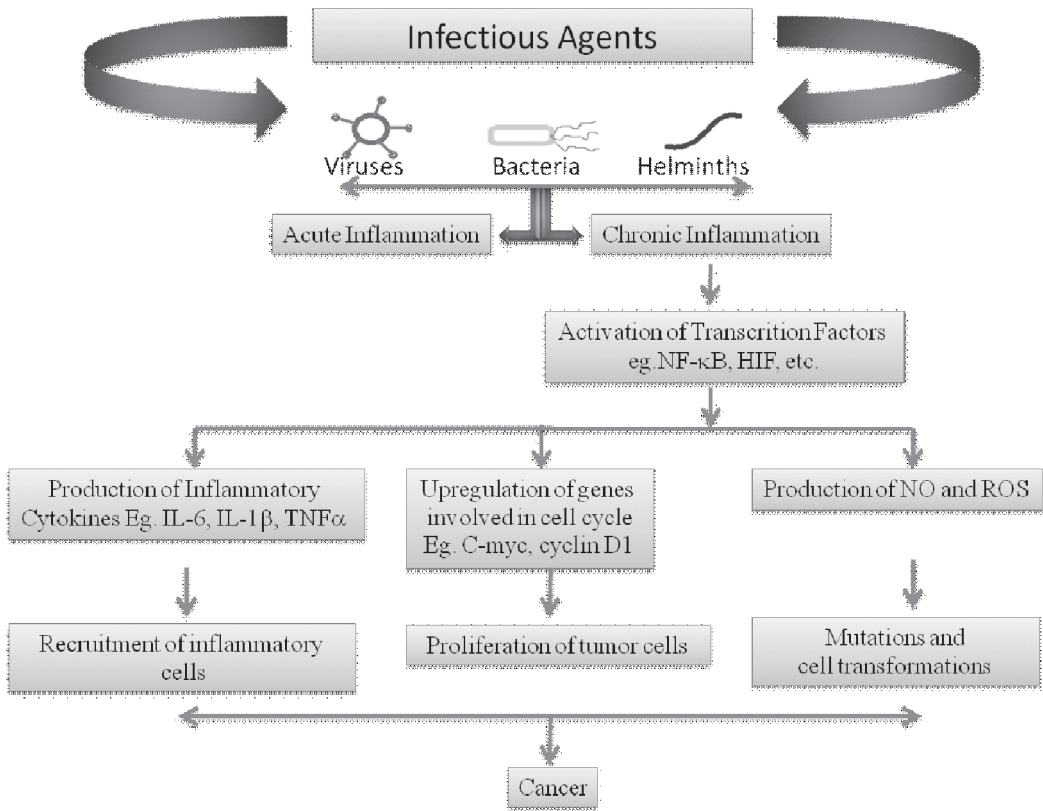 Infectious Agents
Viruses
Bacteria
Helminths
Acute Inflammation
Chronic Inflammation
Activation of Transcrition Factors
eg.NF-κB, HIF, etc.
Production of Inflammatory
Cytokines Eg. IL-6, IL-1β, TNFα
Upregulation of genes
involved in cell cycle
Eg. C-myc, cyclin D1
Production of NO and ROS
Recruitment of inflammatory
cells
Proliferation of tumor cells
Mutations and
cell transformations
Cancer